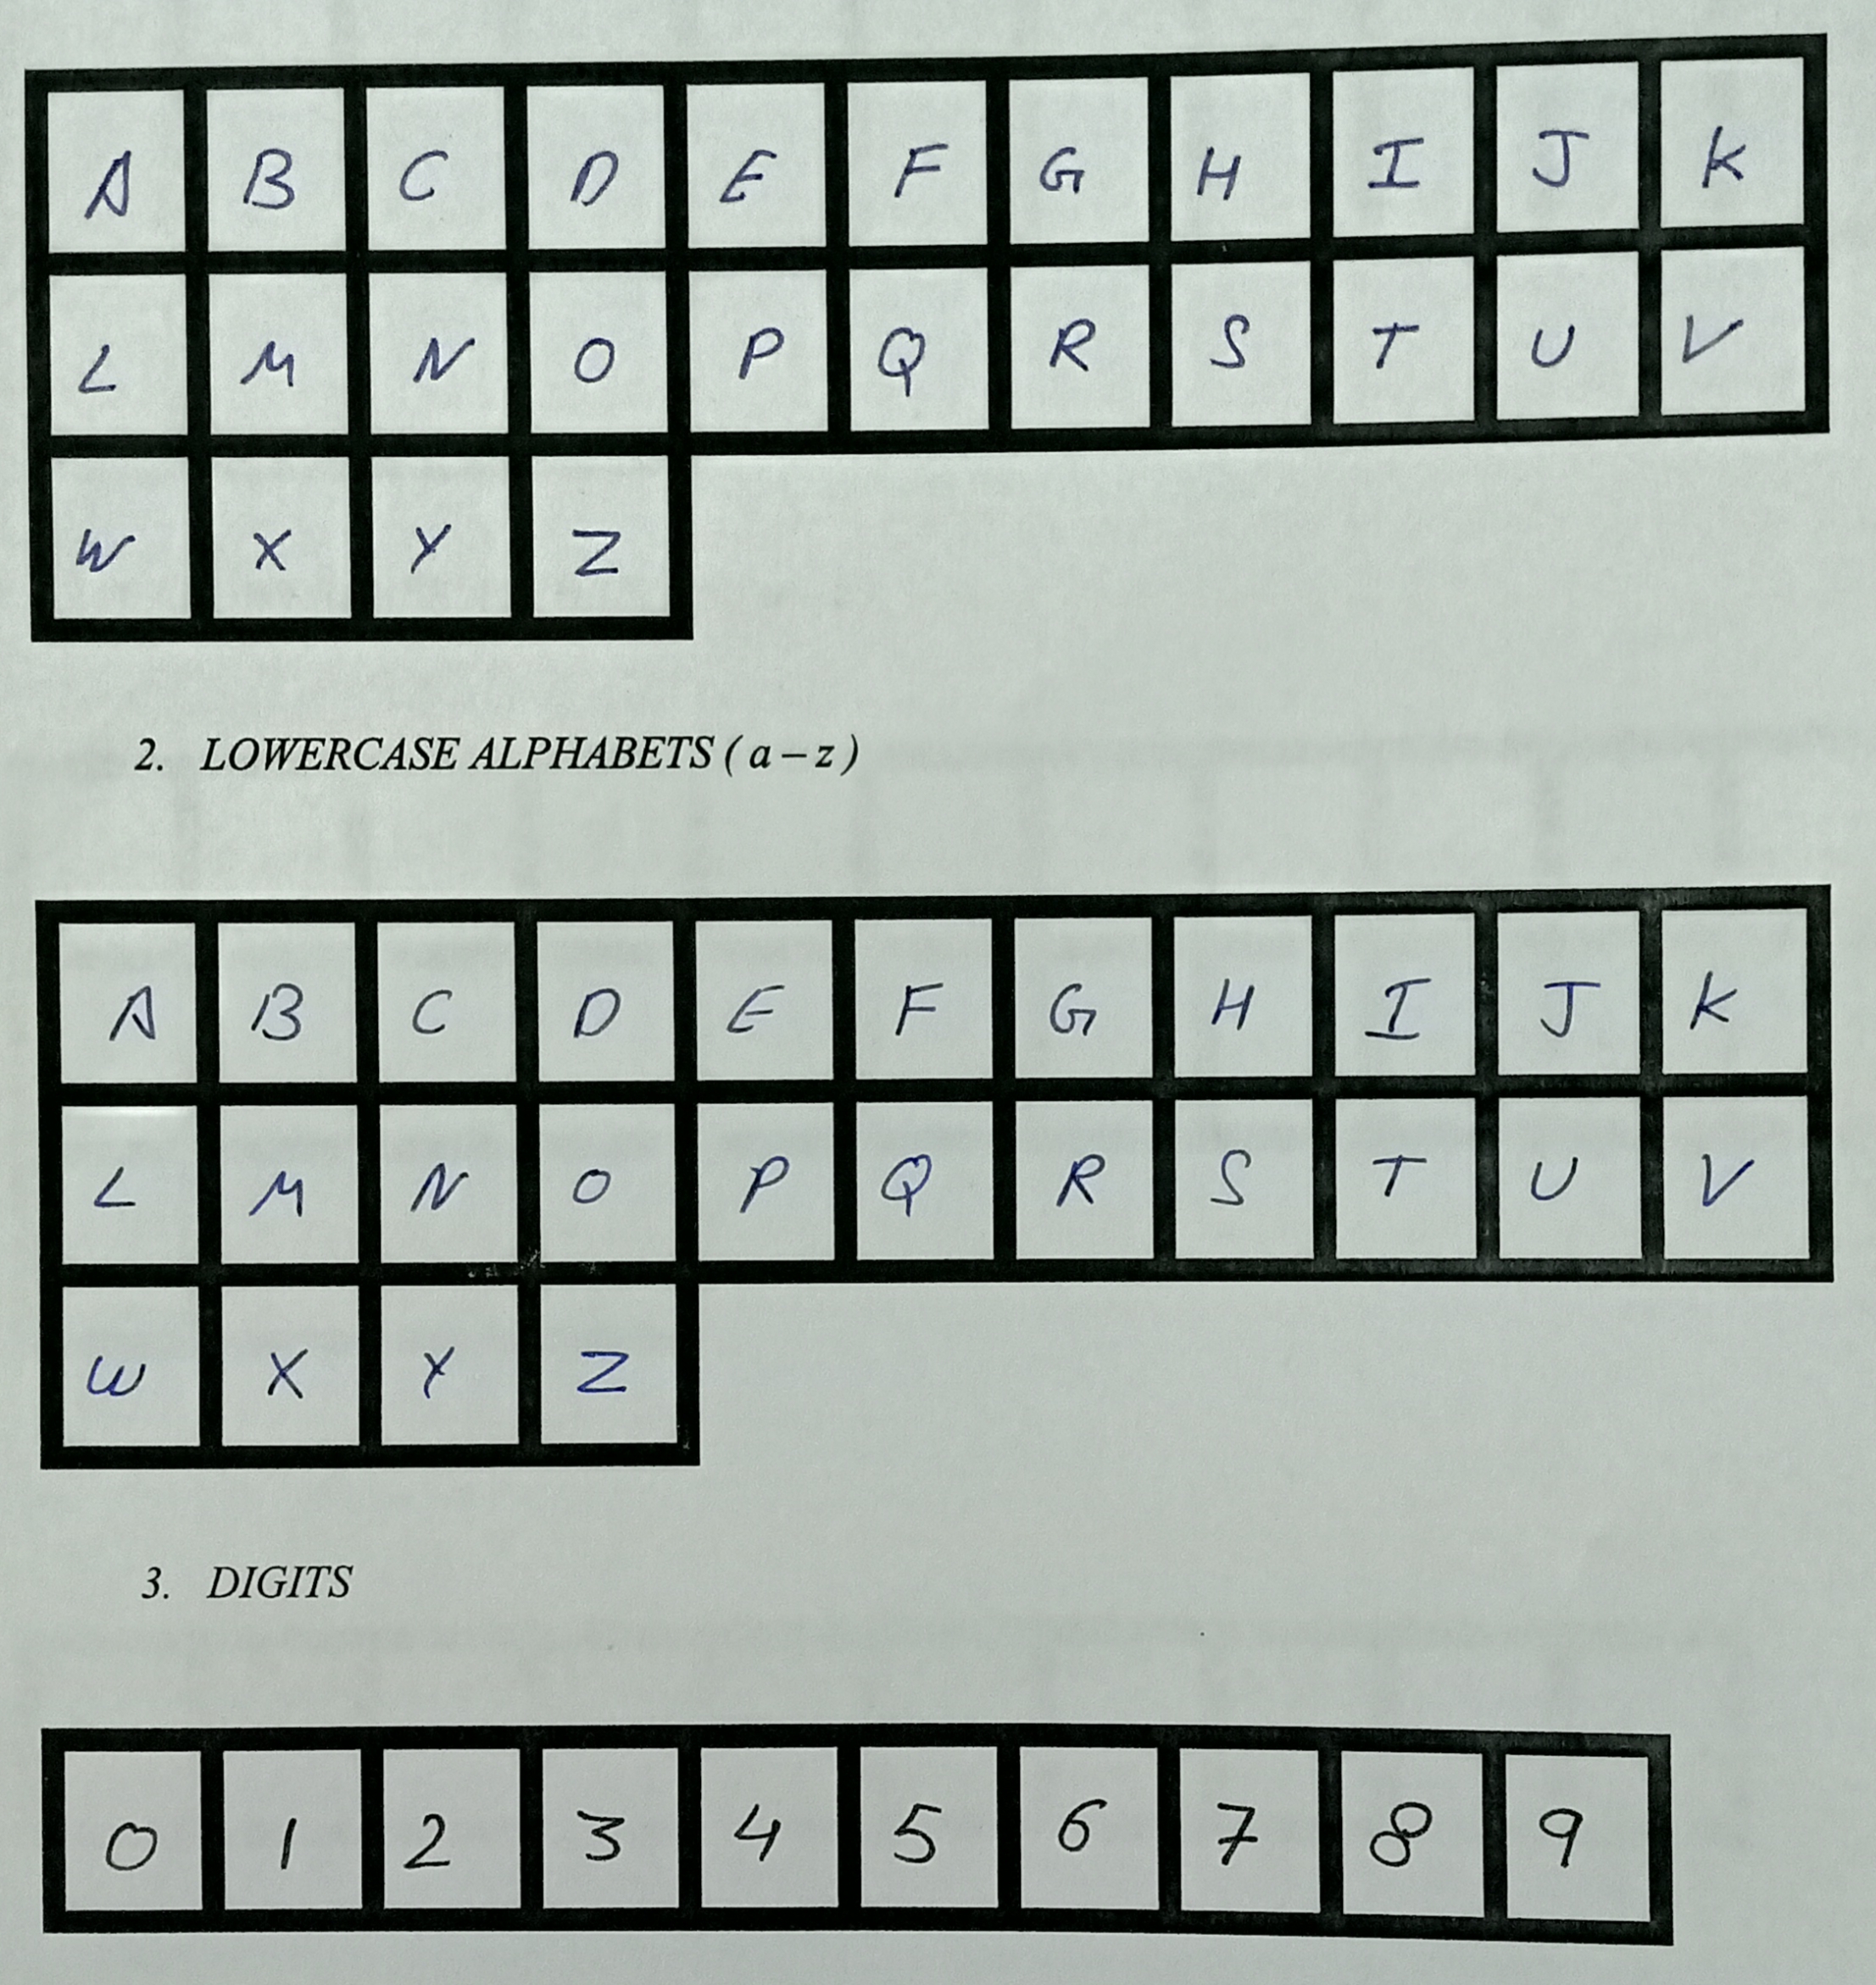 A B C D E F G H I J K
L M N O P Q R S T U V
W X Y Z
2. LOWERCASE ALPHABETS ( a – z )
A B C D E F G H I J K
L M N O P Q R S T U V
W X Y Z
3. DIGITS
0 1 2 3 4 5 6 7 8 9